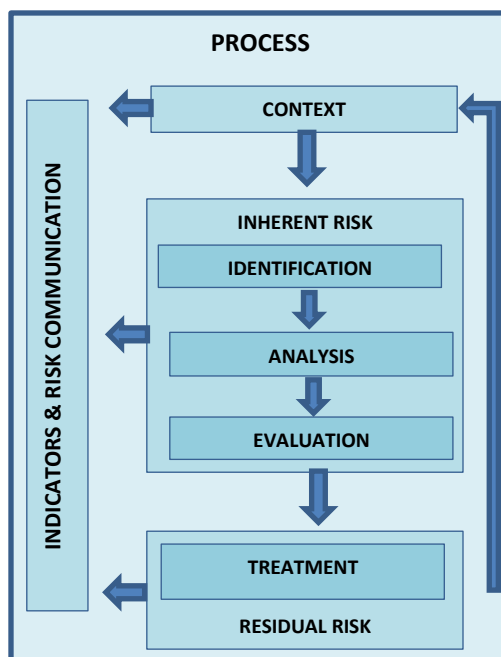 PROCESS
CONTEXT
INDICATORS & RISK COMMUNICATION
INHERENT RISK
IDENTIFICATION
ANALYSIS
EVALUATION
TREATMENT
RESIDUAL RISK